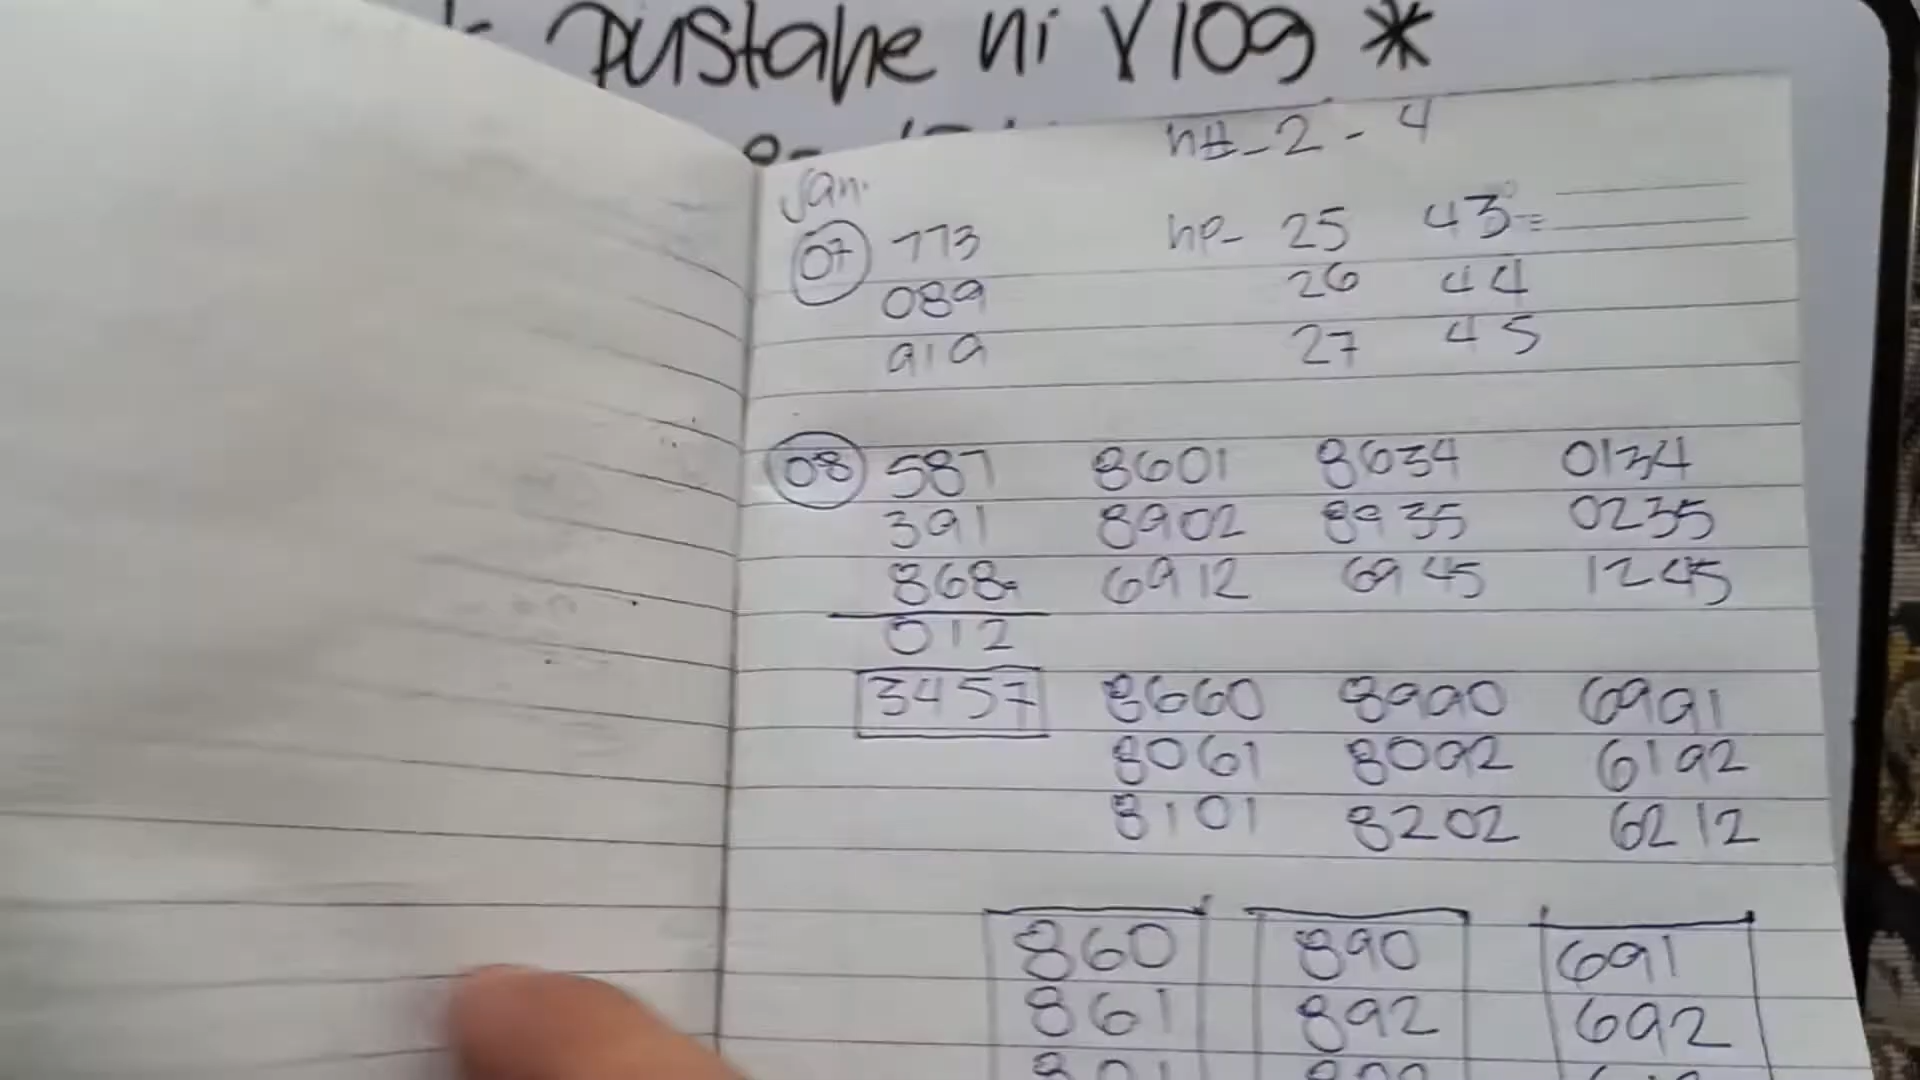 pustahe ni Vlog *
h#- 2 - 4
Jan.
07 773 hp- 25 43=
089 26 44
919 27 45
08 587 8601 8634 0134
391 8902 8935 0235
868- 6912 6945 1245
012
3457 8660 8990 6991
8061 8092 6192
8101 8202 6212
860 890 691
861 892 692